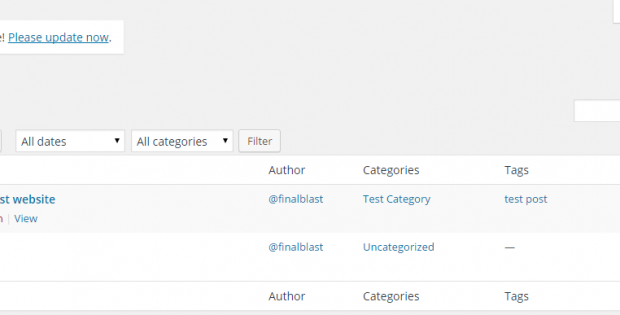 ! Please update now.
All dates All categories Filter
Author Categories Tags
st website @finalblast Test Category test post
| View
@finalblast Uncategorized —
Author Categories Tags